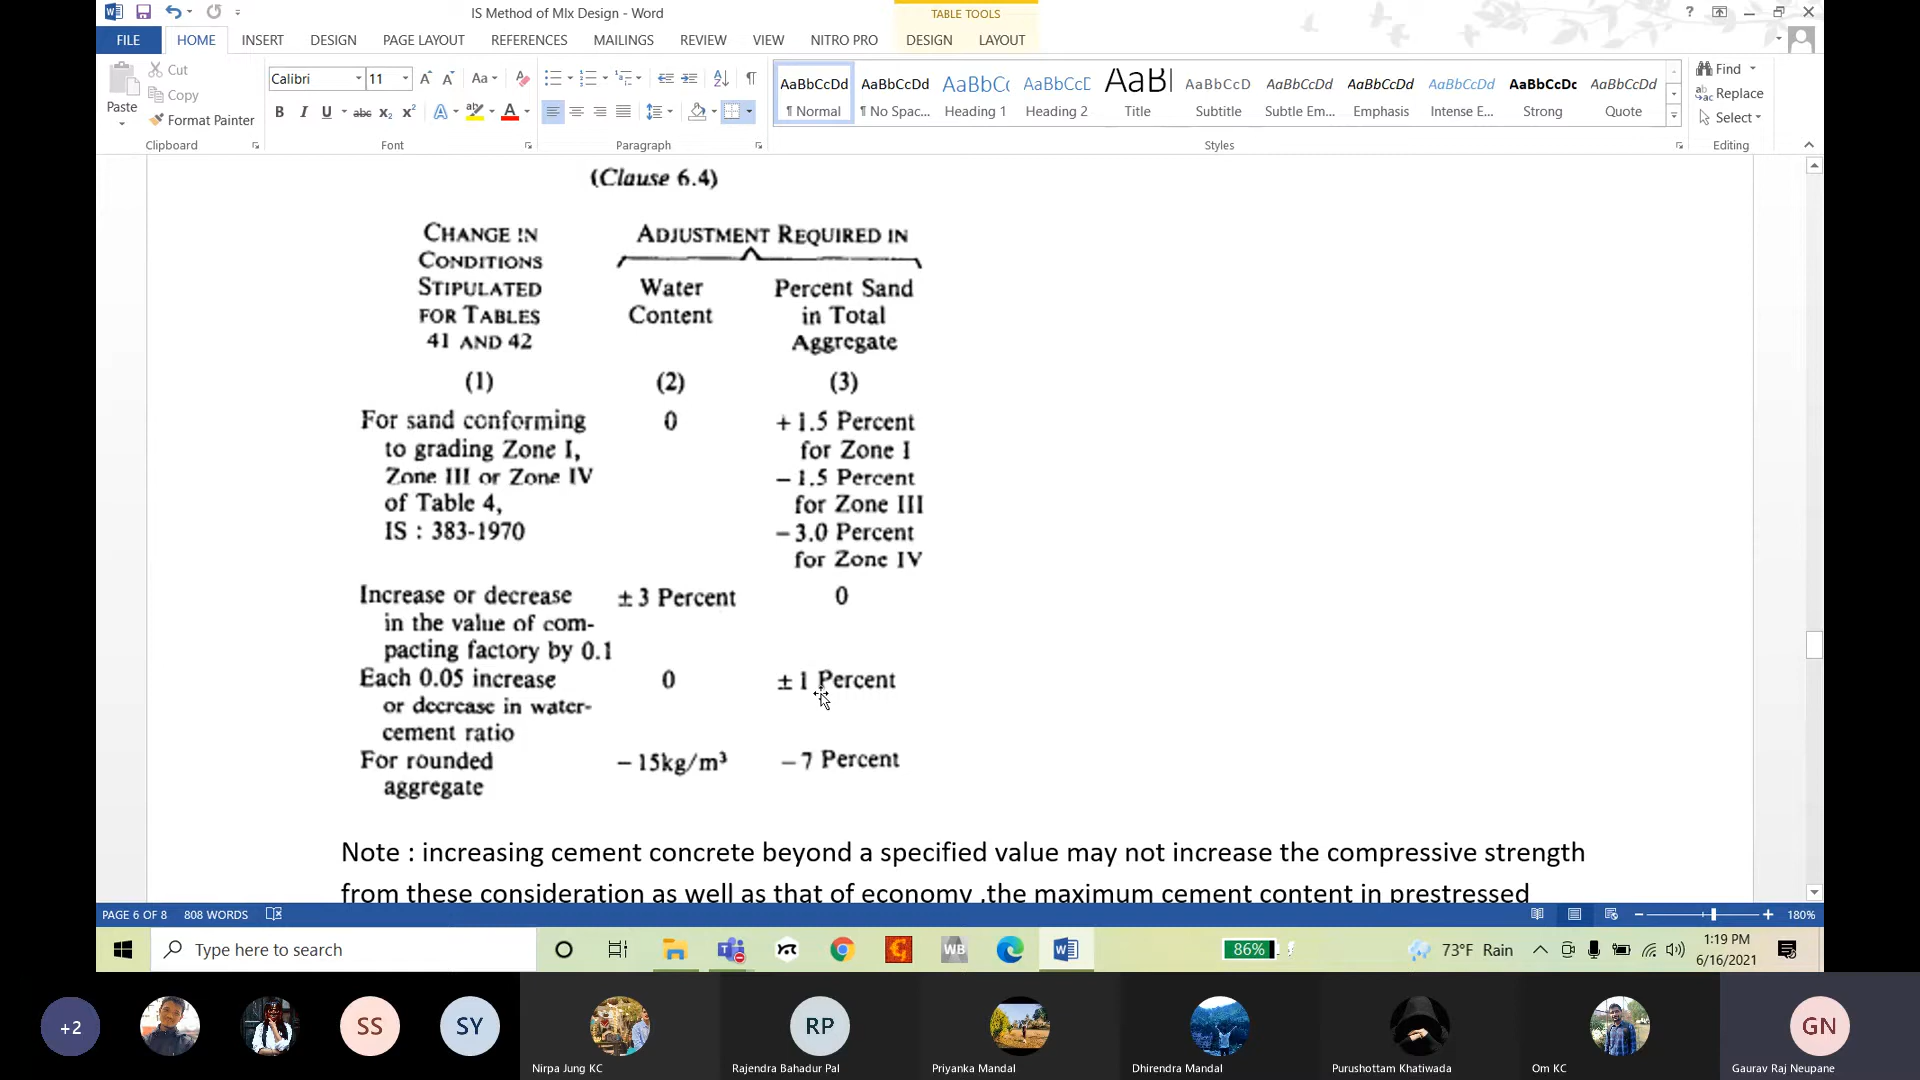 IS Method of MIx Design - Word
TABLE TOOLS
FILE HOME INSERT DESIGN PAGE LAYOUT REFERENCES MAILINGS REVIEW VIEW NITRO PRO DESIGN LAYOUT
Cut
Copy
Format Painter
Paste
Clipboard
Calibri 11
Font
Paragraph
AaBbCcDd AaBbCcDd AaBbCc AaBbCcD AaB AaBbCcD AaBbCcDd AaBbCcDd AaBbCcDd AaBbCcDc AaBbCcDd
¶ Normal ¶ No Spac... Heading 1 Heading 2 Title Subtitle Subtle Em... Emphasis Intense E... Strong Quote
Styles
Find
Replace
Select
Editing
(Clause 6.4)
CHANGE IN
CONDITIONS
STIPULATED
FOR TABLES
41 AND 42
ADJUSTMENT REQUIRED IN
Water
Content
Percent Sand
in Total
Aggregate
(1) (2) (3)
For sand conforming
to grading Zone I,
Zone III or Zone IV
of Table 4,
IS : 383-1970
0
+ 1.5 Percent
for Zone I
− 1.5 Percent
for Zone III
− 3.0 Percent
for Zone IV
Increase or decrease
in the value of com-
pacting factory by 0.1
± 3 Percent
0
Each 0.05 increase
or decrease in water-
cement ratio
0
± 1 Percent
For rounded
aggregate
− 15kg/m³
− 7 Percent
Note : increasing cement concrete beyond a specified value may not increase the compressive strength
from these consideration as well as that of economy ,the maximum cement content in prestressed
PAGE 6 OF 8 808 WORDS 180%
Type here to search
WB
86%
73°F Rain
1:19 PM
6/16/2021
+2
SS
SY
RP
GN
Nirpa Jung KC
Rajendra Bahadur Pal
Priyanka Mandal
Dhirendra Mandal
Purushottam Khatiwada
Om KC
Gaurav Raj Neupane